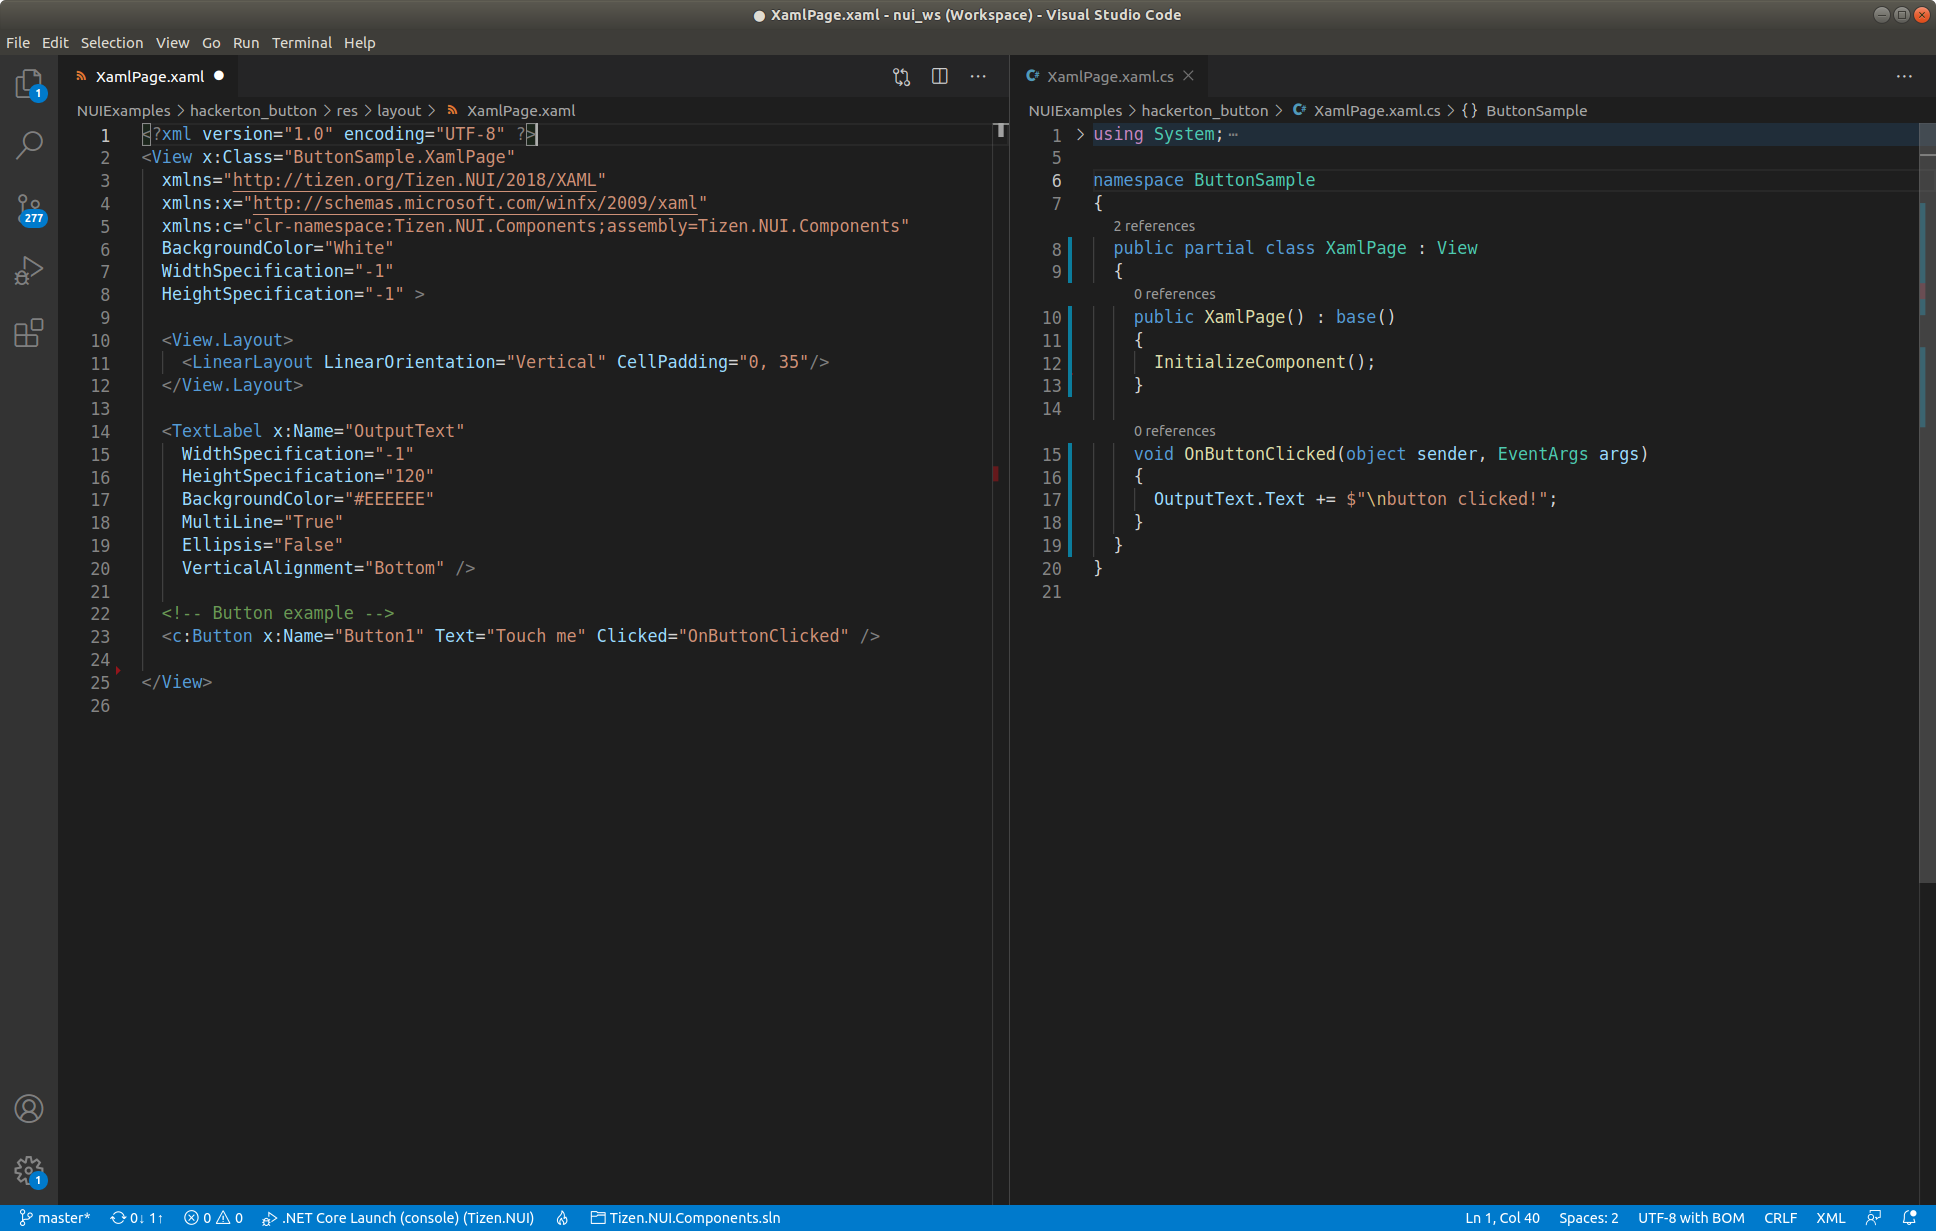 ● XamlPage.xaml - nui_ws (Workspace) - Visual Studio Code
File Edit Selection View Go Run Terminal Help
XamlPage.xaml ●
NUIExamples > hackerton_button > res > layout > XamlPage.xaml
1 <?xml version="1.0" encoding="UTF-8" ?>
2 <View x:Class="ButtonSample.XamlPage"
3 xmlns="http://tizen.org/Tizen.NUI/2018/XAML"
4 xmlns:x="http://schemas.microsoft.com/winfx/2009/xaml"
5 xmlns:c="clr-namespace:Tizen.NUI.Components;assembly=Tizen.NUI.Components"
6 BackgroundColor="White"
7 WidthSpecification="-1"
8 HeightSpecification="-1" >
9
10 <View.Layout>
11 <LinearLayout LinearOrientation="Vertical" CellPadding="0, 35"/>
12 </View.Layout>
13
14 <TextLabel x:Name="OutputText"
15 WidthSpecification="-1"
16 HeightSpecification="120"
17 BackgroundColor="#EEEEEE"
18 MultiLine="True"
19 Ellipsis="False"
20 VerticalAlignment="Bottom" />
21
22 <!-- Button example -->
23 <c:Button x:Name="Button1" Text="Touch me" Clicked="OnButtonClicked" />
24
25 </View>
26
C# XamlPage.xaml.cs ×
NUIExamples > hackerton_button > C# XamlPage.xaml.cs > {} ButtonSample
1 > using System;⋯
5
6 namespace ButtonSample
7 {
2 references
8 public partial class XamlPage : View
9 {
0 references
10 public XamlPage() : base()
11 {
12 InitializeComponent();
13 }
14
0 references
15 void OnButtonClicked(object sender, EventArgs args)
16 {
17 OutputText.Text += $"\nbutton clicked!";
18 }
19 }
20 }
21
1
277
1
master* 0↓ 1↑ 0 0 .NET Core Launch (console) (Tizen.NUI) Tizen.NUI.Components.sln Ln 1, Col 40 Spaces: 2 UTF-8 with BOM CRLF XML